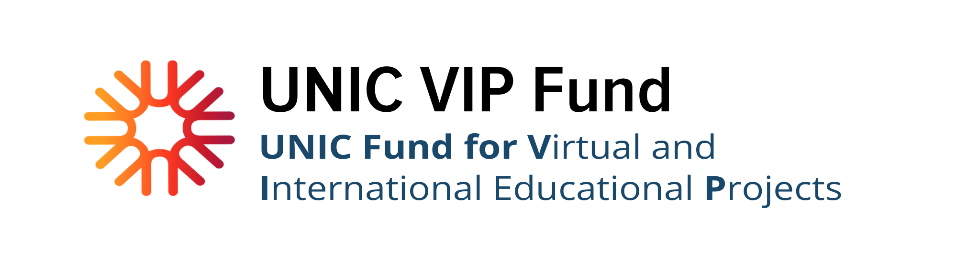 UNIC VIP Fund
UNIC Fund for Virtual and
International Educational Projects